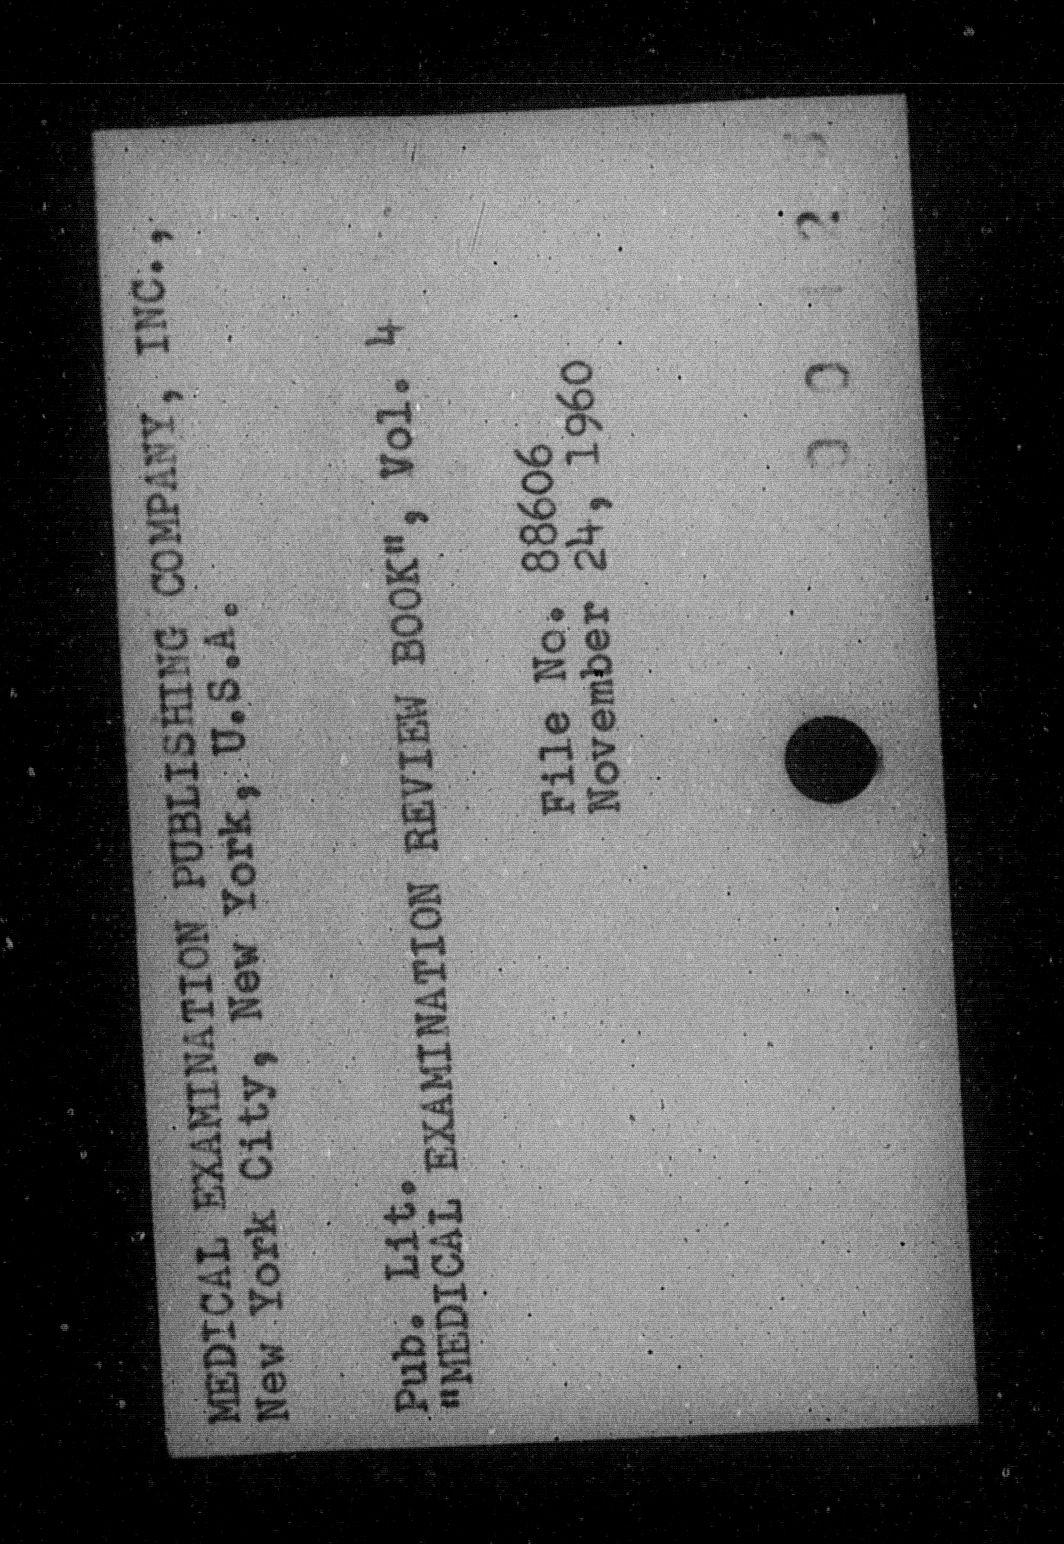 MEDICAL EXAMINATION PUBLISHING COMPANY, INC.,
New York City, New York, U.S.A.
Pub. Lit.
"MEDICAL EXAMINATION REVIEW BOOK", Vol. 4
File No. 88606
November 24, 1960